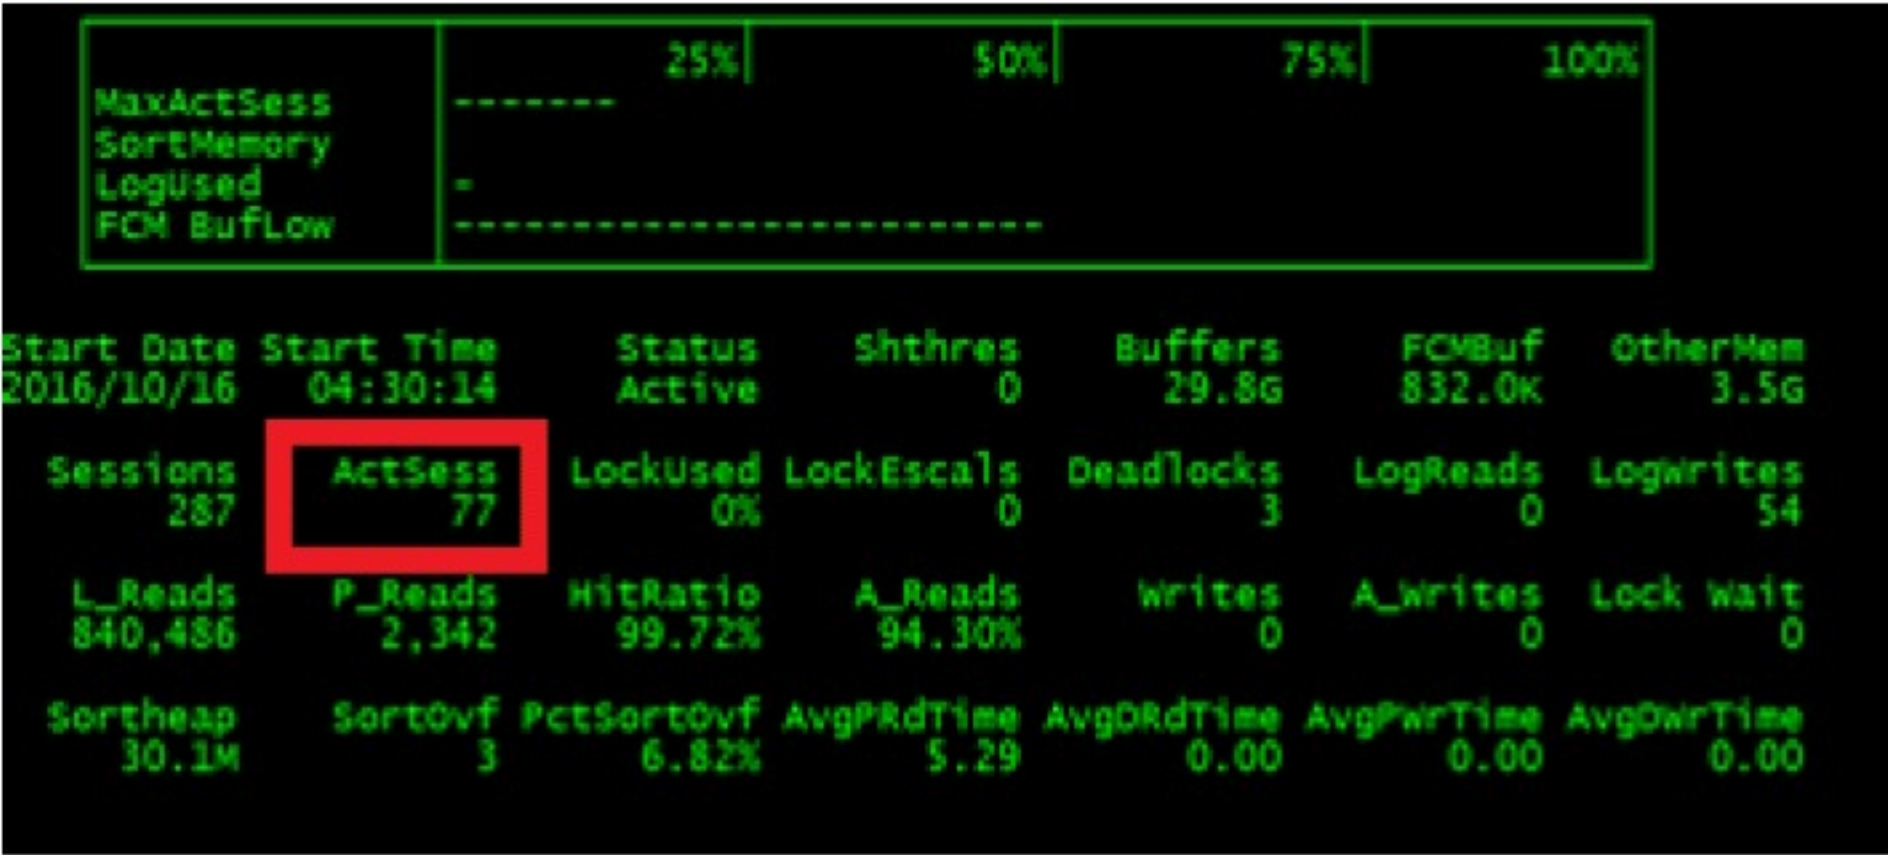 25% 50% 75% 100%
MaxActSess -------
SortMemory
LogUsed -
FCM BufLow -------------------------
Start Date Start Time Status Shthres Buffers FCMBuf OtherMem
2016/10/16 04:30:14 Active 0 29.8G 832.0K 3.5G
Sessions ActSess LockUsed LockEscals Deadlocks LogReads LogWrites
287 77 0% 0 3 0 54
L_Reads P_Reads HitRatio A_Reads Writes A_Writes Lock Wait
840,486 2,342 99.72% 94.30% 0 0 0
Sortheap SortOvf PctSortOvf AvgPRdTime AvgDRdTime AvgPWrTime AvgDWrTime
30.1M 3 6.82% 5.29 0.00 0.00 0.00